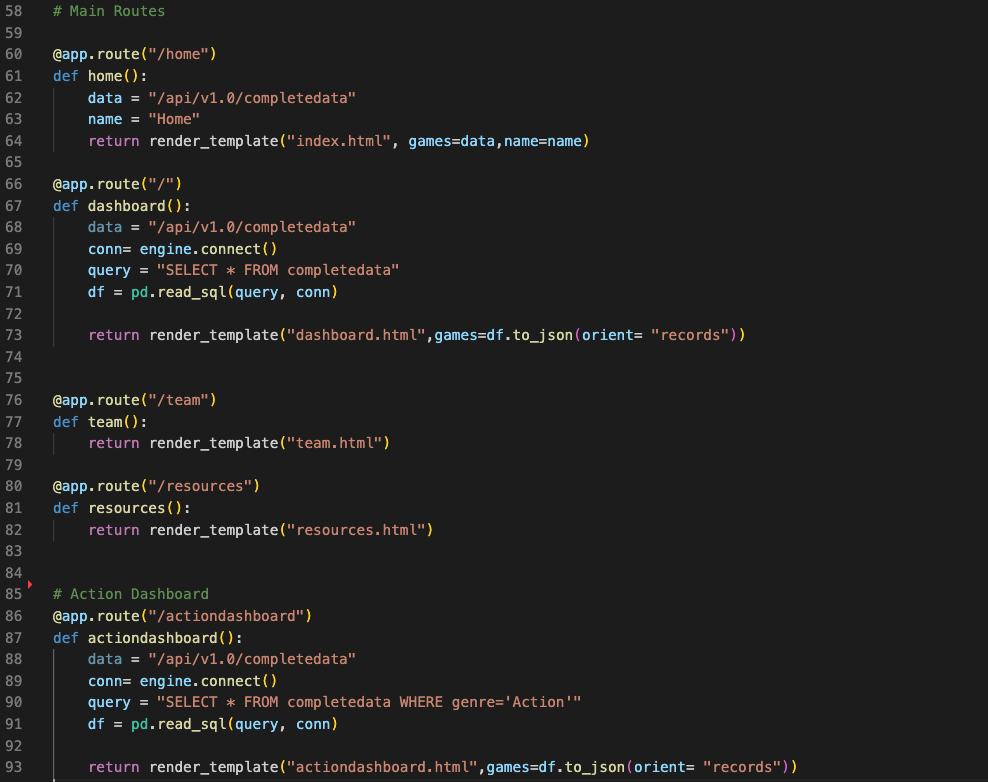 58 # Main Routes
59
60 @app.route("/home")
61 def home():
62     data = "/api/v1.0/completedata"
63     name = "Home"
64     return render_template("index.html", games=data,name=name)
65
66 @app.route("/")
67 def dashboard():
68     data = "/api/v1.0/completedata"
69     conn= engine.connect()
70     query = "SELECT * FROM completedata"
71     df = pd.read_sql(query, conn)
72
73     return render_template("dashboard.html",games=df.to_json(orient= "records"))
74
75
76 @app.route("/team")
77 def team():
78     return render_template("team.html")
79
80 @app.route("/resources")
81 def resources():
82     return render_template("resources.html")
83
84
85 # Action Dashboard
86 @app.route("/actiondashboard")
87 def actiondashboard():
88     data = "/api/v1.0/completedata"
89     conn= engine.connect()
90     query = "SELECT * FROM completedata WHERE genre='Action'"
91     df = pd.read_sql(query, conn)
92
93     return render_template("actiondashboard.html",games=df.to_json(orient= "records"))